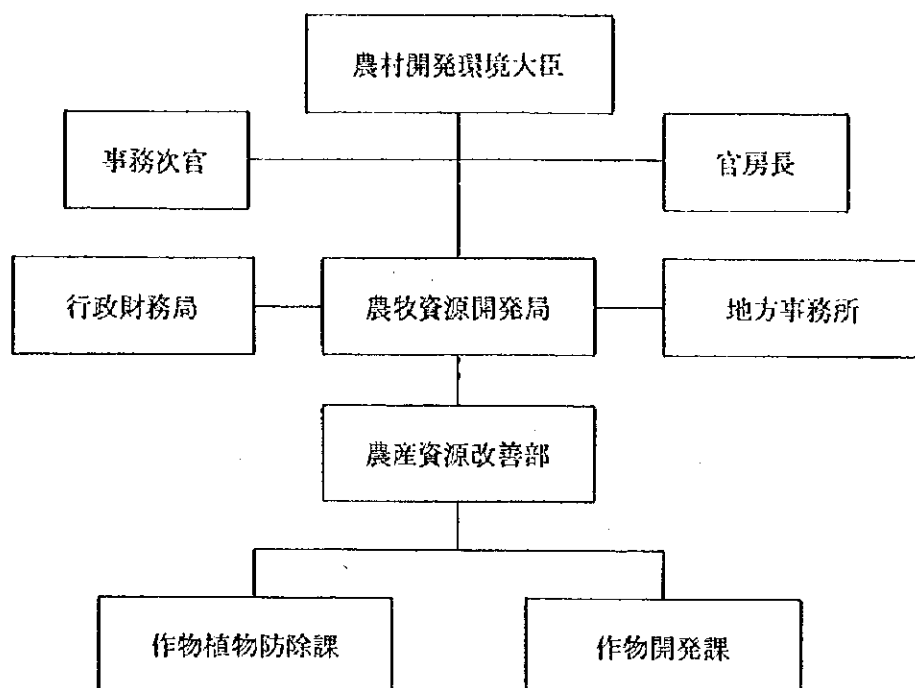 農村開発環境大臣
事務次官
官房長
行政財務局
農牧資源開発局
地方事務所
農産資源改善部
作物植物防除課
作物開発課